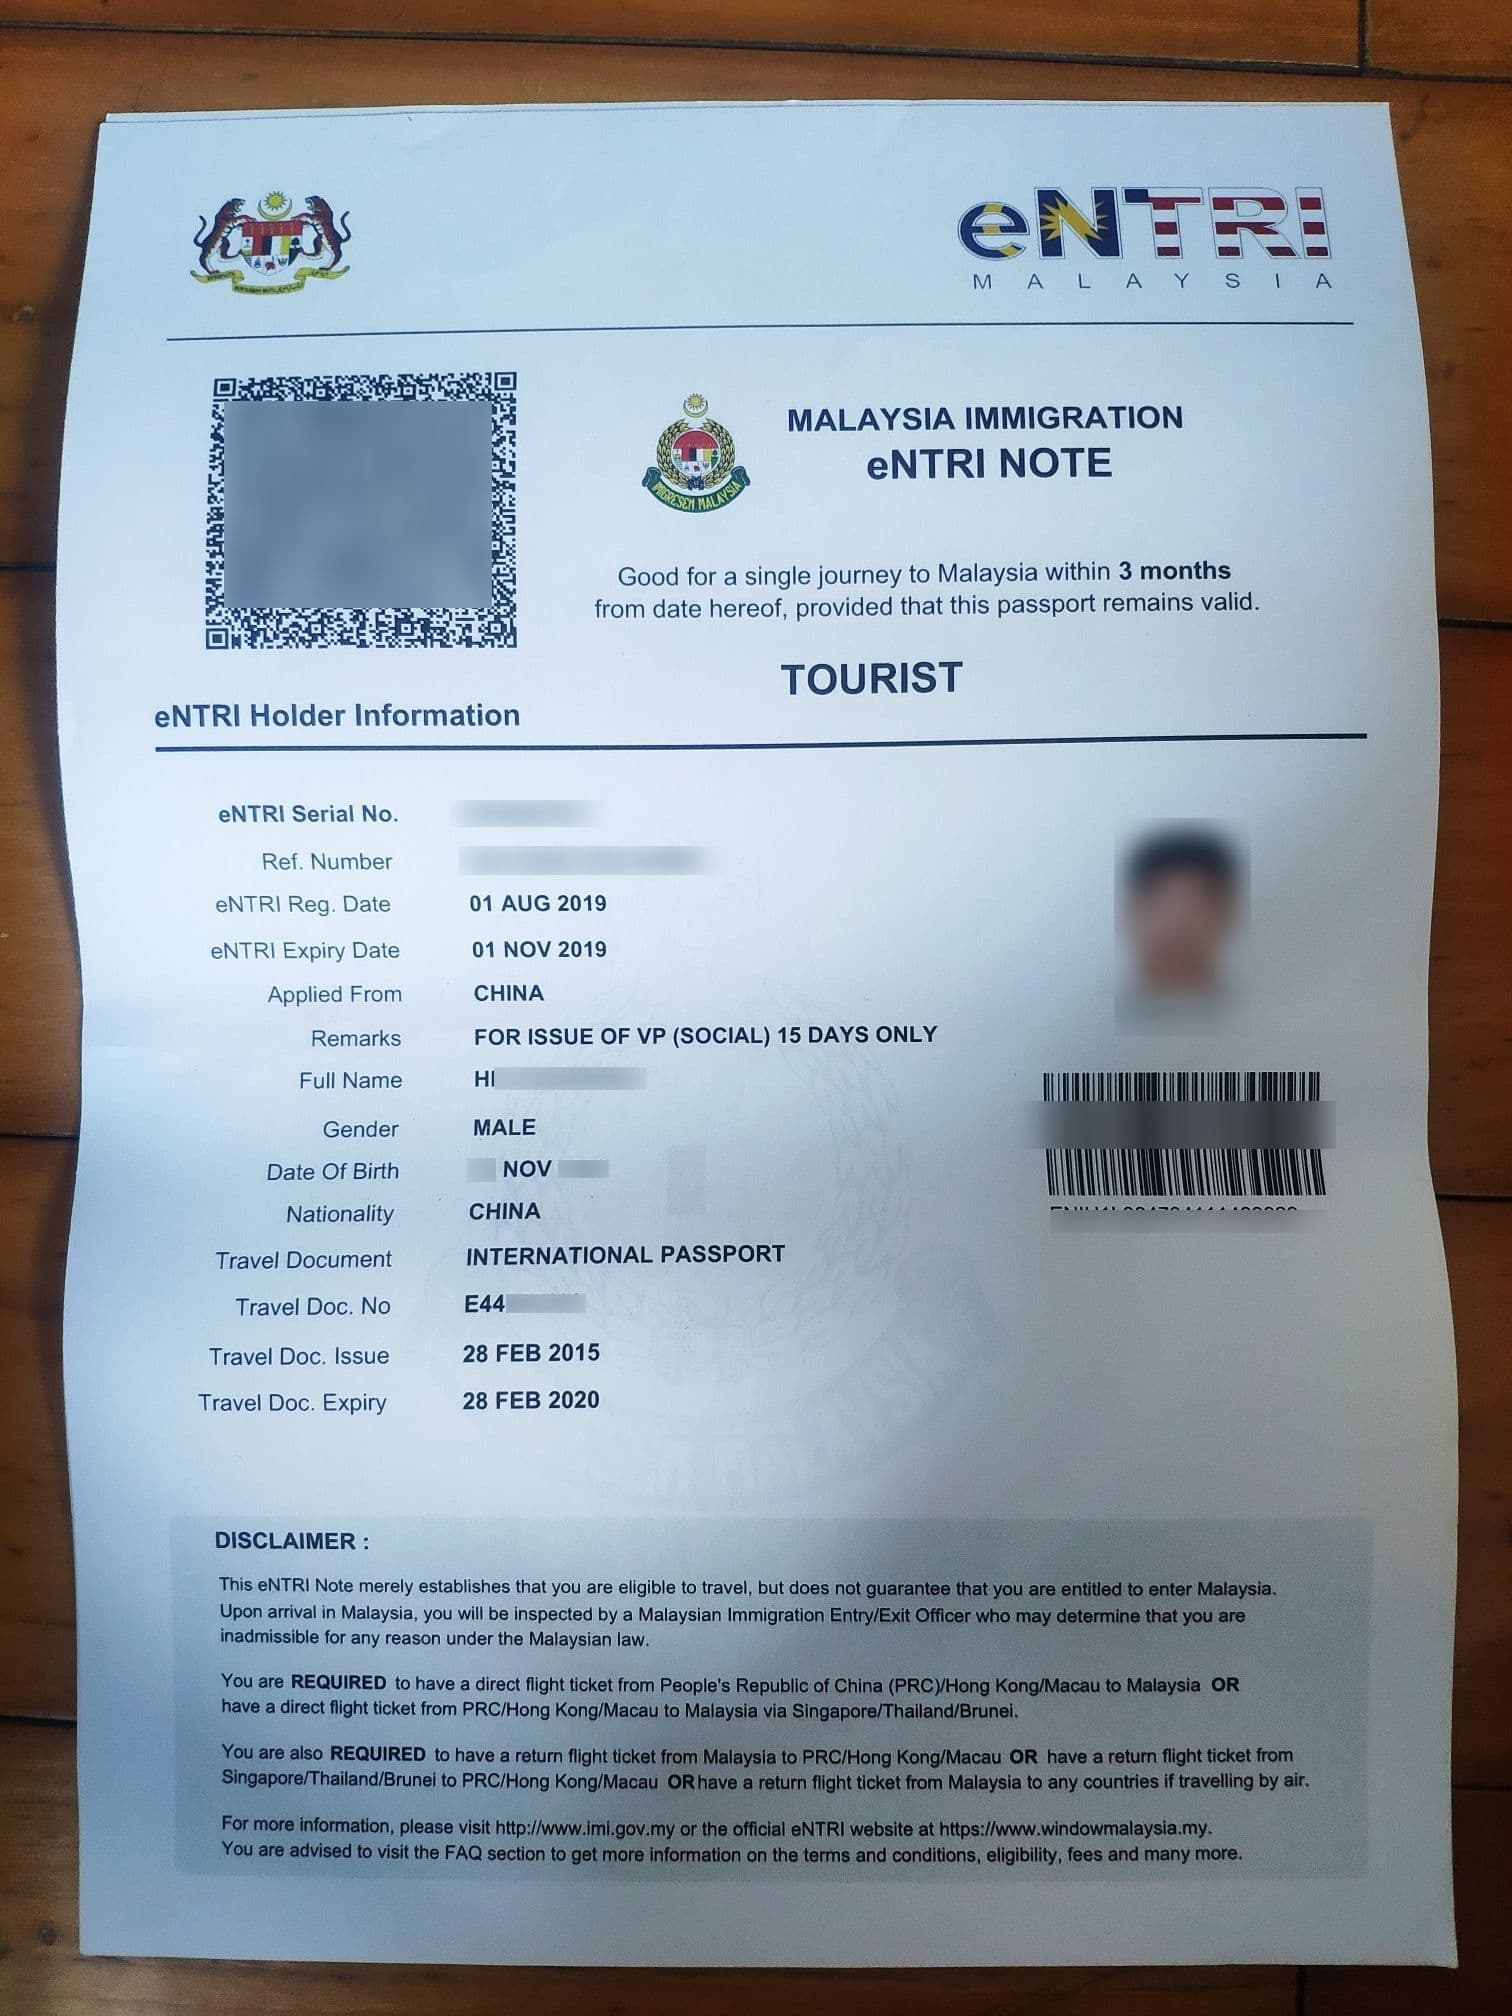 eNTRI
MALAYSIA
IMIGRESEN MALAYSIA
MALAYSIA IMMIGRATION
eNTRI NOTE
Good for a single journey to Malaysia within 3 months
from date hereof, provided that this passport remains valid.
TOURIST
eNTRI Holder Information
eNTRI Serial No.
Ref. Number
eNTRI Reg. Date 01 AUG 2019
eNTRI Expiry Date 01 NOV 2019
Applied From CHINA
Remarks FOR ISSUE OF VP (SOCIAL) 15 DAYS ONLY
Full Name HI
Gender MALE
Date Of Birth NOV
Nationality CHINA
Travel Document INTERNATIONAL PASSPORT
Travel Doc. No E44
Travel Doc. Issue 28 FEB 2015
Travel Doc. Expiry 28 FEB 2020
DISCLAIMER :
This eNTRI Note merely establishes that you are eligible to travel, but does not guarantee that you are entitled to enter Malaysia.
Upon arrival in Malaysia, you will be inspected by a Malaysian Immigration Entry/Exit Officer who may determine that you are
inadmissible for any reason under the Malaysian law.
You are REQUIRED to have a direct flight ticket from People's Republic of China (PRC)/Hong Kong/Macau to Malaysia OR
have a direct flight ticket from PRC/Hong Kong/Macau to Malaysia via Singapore/Thailand/Brunei.
You are also REQUIRED to have a return flight ticket from Malaysia to PRC/Hong Kong/Macau OR have a return flight ticket from
Singapore/Thailand/Brunei to PRC/Hong Kong/Macau OR have a return flight ticket from Malaysia to any countries if travelling by air.
For more information, please visit http://www.imi.gov.my or the official eNTRI website at https://www.windowmalaysia.my.
You are advised to visit the FAQ section to get more information on the terms and conditions, eligibility, fees and many more.